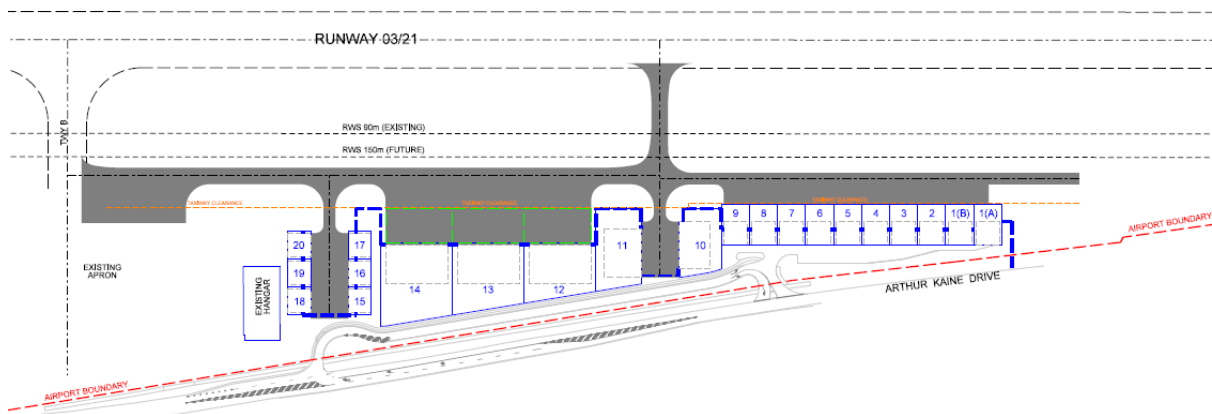 RUNWAY 03/21
TWY B
RWS 90m (EXISTING)
RWS 150m (FUTURE)
TAXIWAY CLEARANCE
TAXIWAY CLEARANCE
TAXIWAY CLEARANCE
9 8 7 6 5 4 3 2 1(B) 1(A)
AIRPORT BOUNDARY
20 17 11 10
EXISTING
APRON
19 16
EXISTING
HANGAR
14 13 12
ARTHUR KAINE DRIVE
18 15
AIRPORT BOUNDARY